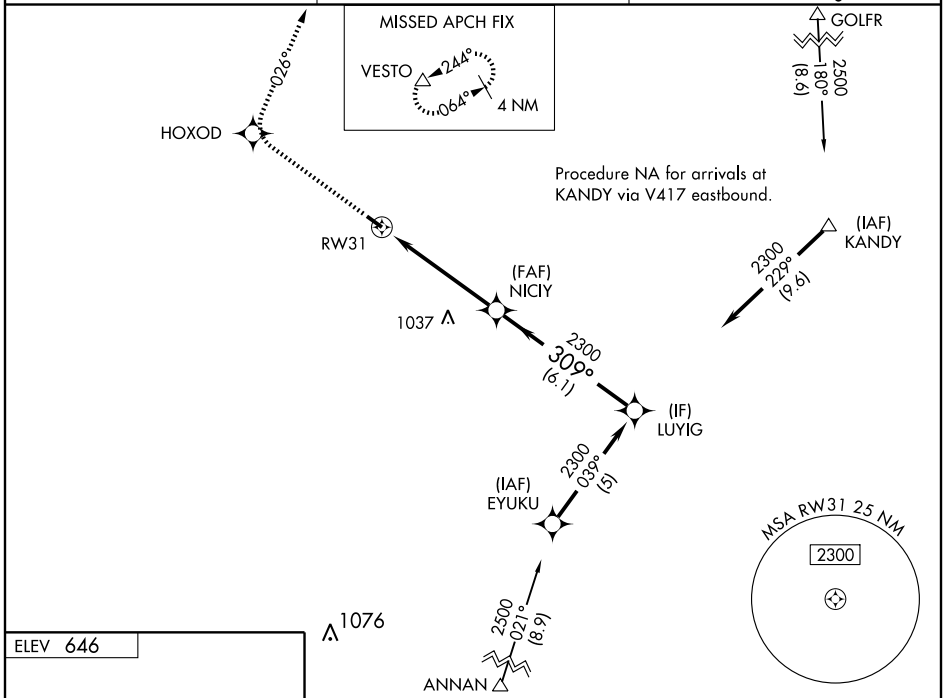 MISSED APCH FIX
VESTO
244°
064°
4 NM
026°
HOXOD
RW31
GOLFR
2500
180°
(8.6)
Procedure NA for arrivals at
KANDY via V417 eastbound.
(IAF)
KANDY
2300
229°
(9.6)
(FAF)
NICIY
1037
2300
309°
(6.1)
(IF)
LUYIG
2300
039°
(5)
(IAF)
EYUKU
MSA RW31 25 NM
2300
2500
021°
(8.9)
1076
ELEV 646
ANNAN